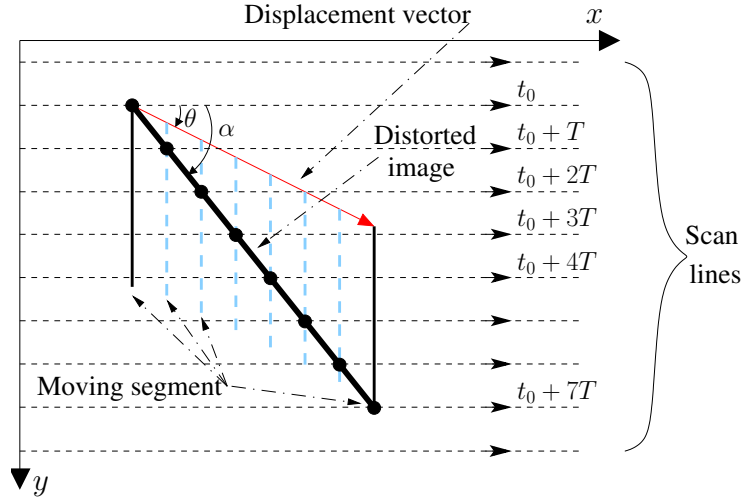 Displacement vector
x
t₀
θ
α
t₀ + T
Distorted
image
t₀ + 2T
t₀ + 3T
Scan
lines
t₀ + 4T
Moving segment
t₀ + 7T
y